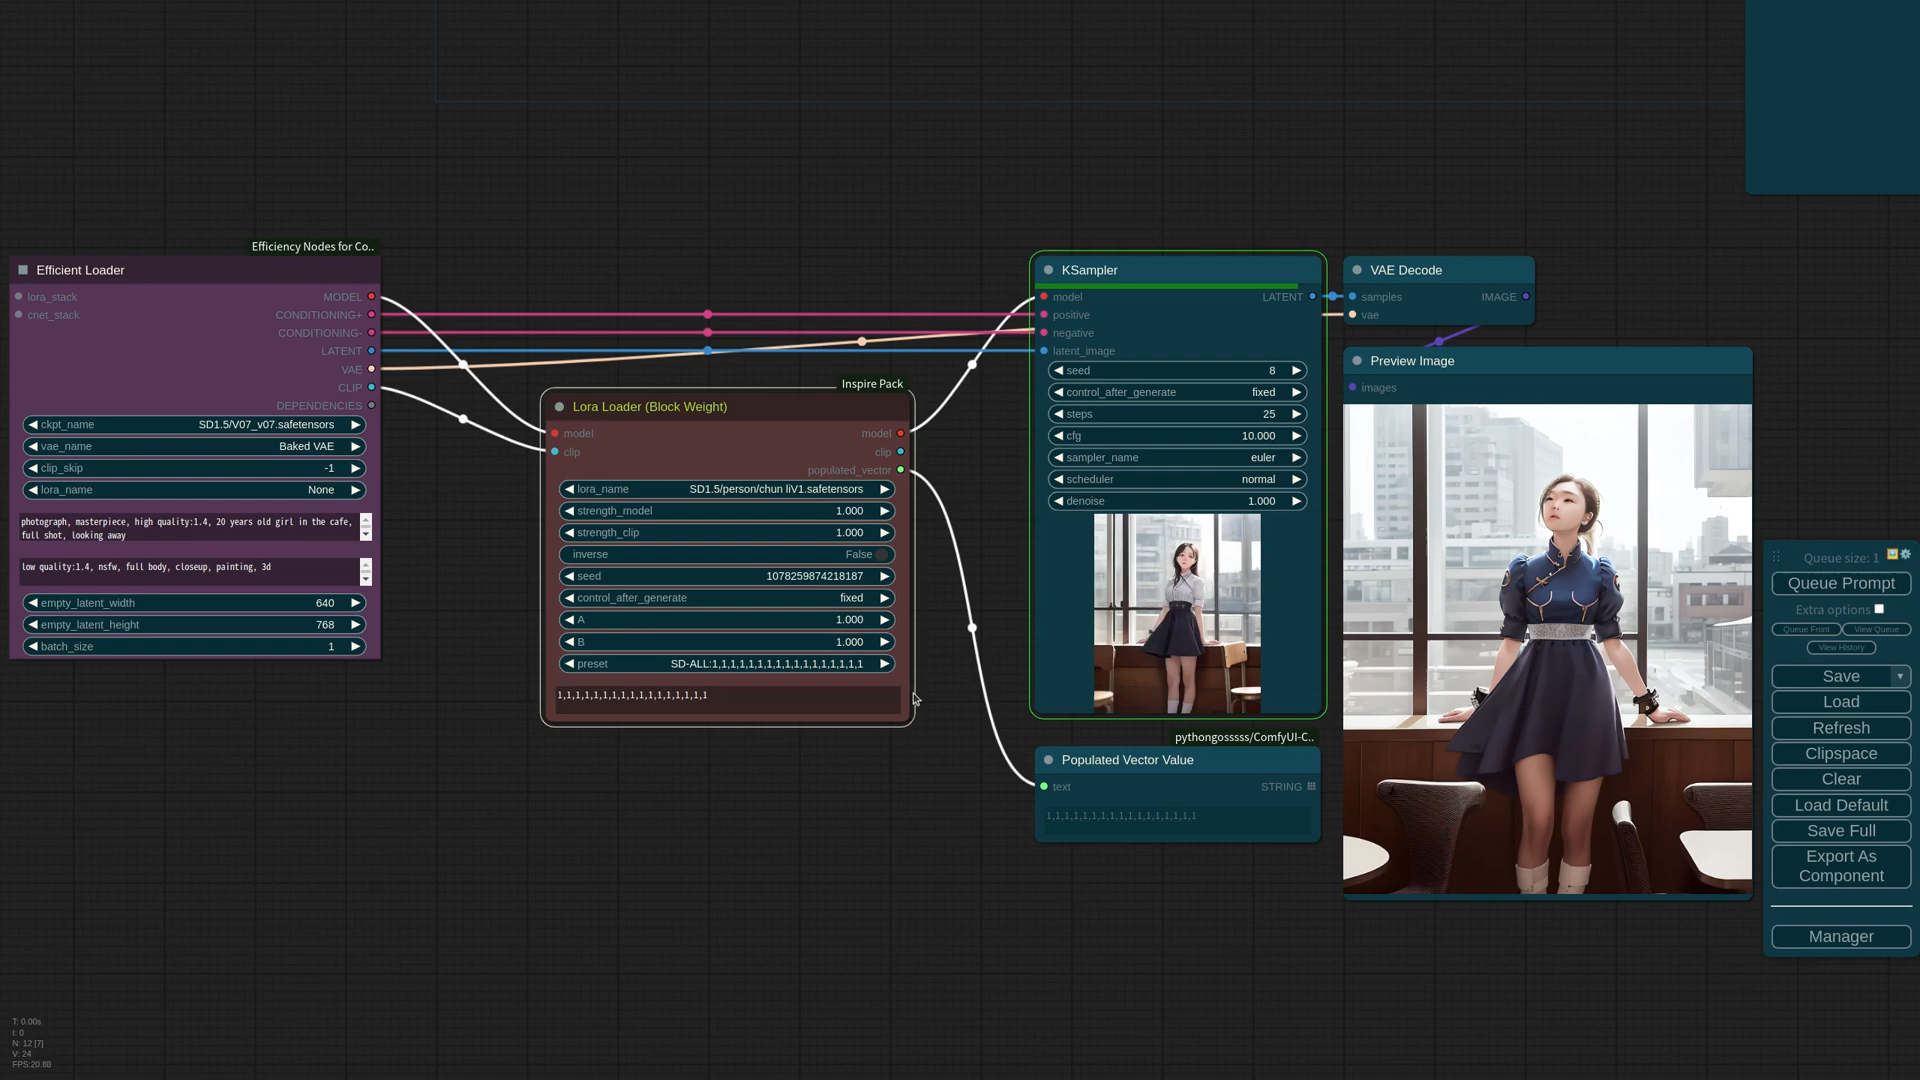 Efficiency Nodes for Co..
Efficient Loader
lora_stack
MODEL
cnet_stack
CONDITIONING+
CONDITIONING-
LATENT
VAE
CLIP
DEPENDENCIES
ckpt_name
SD1.5/V07_v07.safetensors
vae_name
Baked VAE
clip_skip
-1
lora_name
None
photograph, masterpiece, high quality:1.4, 20 years old girl in the cafe,
full shot, looking away
low quality:1.4, nsfw, full body, closeup, painting, 3d
empty_latent_width
640
empty_latent_height
768
batch_size
1
Inspire Pack
Lora Loader (Block Weight)
model
model
clip
clip
populated_vector
lora_name
SD1.5/person/chun liV1.safetensors
strength_model
1.000
strength_clip
1.000
inverse
False
seed
1078259874218187
control_after_generate
fixed
A
1.000
B
1.000
preset
SD-ALL:1,1,1,1,1,1,1,1,1,1,1,1,1,1,1,1,1
1,1,1,1,1,1,1,1,1,1,1,1,1,1,1,1,1
KSampler
model
LATENT
positive
negative
latent_image
seed
8
control_after_generate
fixed
steps
25
cfg
10.000
sampler_name
euler
scheduler
normal
denoise
1.000
pythongosssss/ComfyUI-C..
Populated Vector Value
text
STRING
1,1,1,1,1,1,1,1,1,1,1,1,1,1,1,1,1
VAE Decode
samples
IMAGE
vae
Preview Image
images
Queue size: 1
Queue Prompt
Extra options
Queue Front
View Queue
View History
Save
Load
Refresh
Clipspace
Clear
Load Default
Save Full
Export As
Component
Manager
T: 0.00s
I: 0
N: 12 [7]
V: 24
FPS:20.88